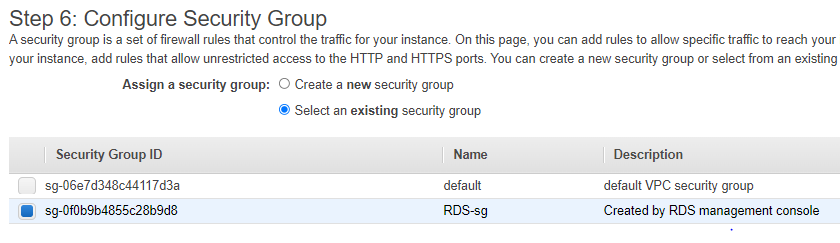 Step 6: Configure Security Group
A security group is a set of firewall rules that control the traffic for your instance. On this page, you can add rules to allow specific traffic to reach your
your instance, add rules that allow unrestricted access to the HTTP and HTTPS ports. You can create a new security group or select from an existing
Assign a security group: Create a new security group
Select an existing security group
Security Group ID Name Description
sg-06e7d348c44117d3a default default VPC security group
sg-0f0b9b4855c28b9d8 RDS-sg Created by RDS management console